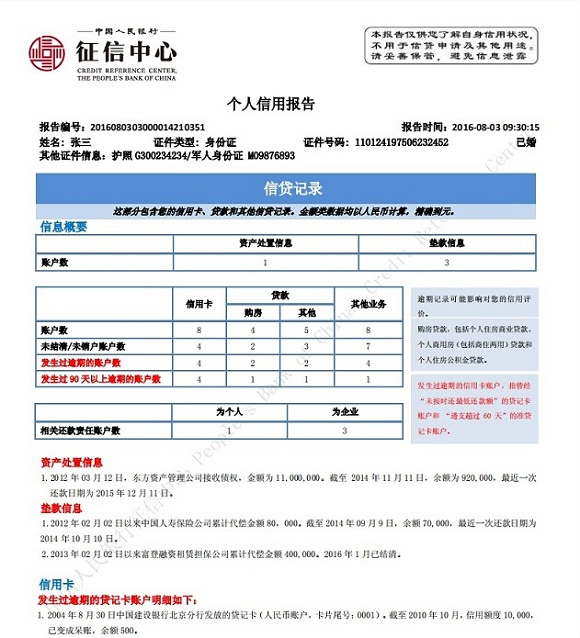 中国人民银行
征信中心
CREDIT REFERENCE CENTER,
THE PEOPLE'S BANK OF CHINA
本报告仅供您了解自身信用状况,
不用于信贷申请及其他用途。
请妥善保管,避免信息泄露
个人信用报告
报告编号:2016080303000014210351 报告时间:2016-08-03 09:30:15
姓名:张三 证件类型:身份证 证件号码:110124197506232452 已婚
其他证件信息:护照 G300234234/军人身份证 M09876893
信贷记录
这部分包含您的信用卡、贷款和其他信贷记录。金额类数据均以人民币计算,精确到元。
信息概要
资产处置信息 垫款信息
账户数 1 3
信用卡 贷款 其他业务
购房 其他
账户数 8 4 5 8
未结清/未销户账户数 4 2 3 7
发生过逾期的账户数 4 2 2 4
发生过 90 天以上逾期的账户数 4 1 1 1
逾期记录可能影响对您的信用评
价。
购房贷款,包括个人住房商业贷款、
个人商用房(包括商住两用)贷款和
个人住房公积金贷款。
发生过逾期的信用卡账户,指曾经
“未按时还最低还款额”的贷记卡
账户和 “透支超过 60 天”的准贷
记卡账户。
为个人 为企业
相关还款责任账户数 1 3
资产处置信息
1. 2012 年 03 月 12 日,东方资产管理公司接收债权,金额为 11,000,000。截至 2014 年 11 月 11 日,余额为 920,000,最近一次
还款日期为 2015 年 12 月 11 日。
垫款信息
1. 2012 年 02 月 02 日以来中国人寿保险公司累计代偿金额 80,000。截至 2014 年 09 月 9 日,余额 70,000,最近一次还款日期为
2014 年 10 月 10 日。
2. 2013 年 02 月 02 日以来富登融资租赁担保公司累计代偿金额 400,000。2016 年 1 月已结清。
信用卡
发生过逾期的贷记卡账户明细如下:
1. 2004 年 8 月 30 日中国建设银行北京分行发放的贷记卡(人民币账户,卡片尾号:0001)。截至 2010 年 10 月,信用额度 10,000,
已变成呆账,余额 500。